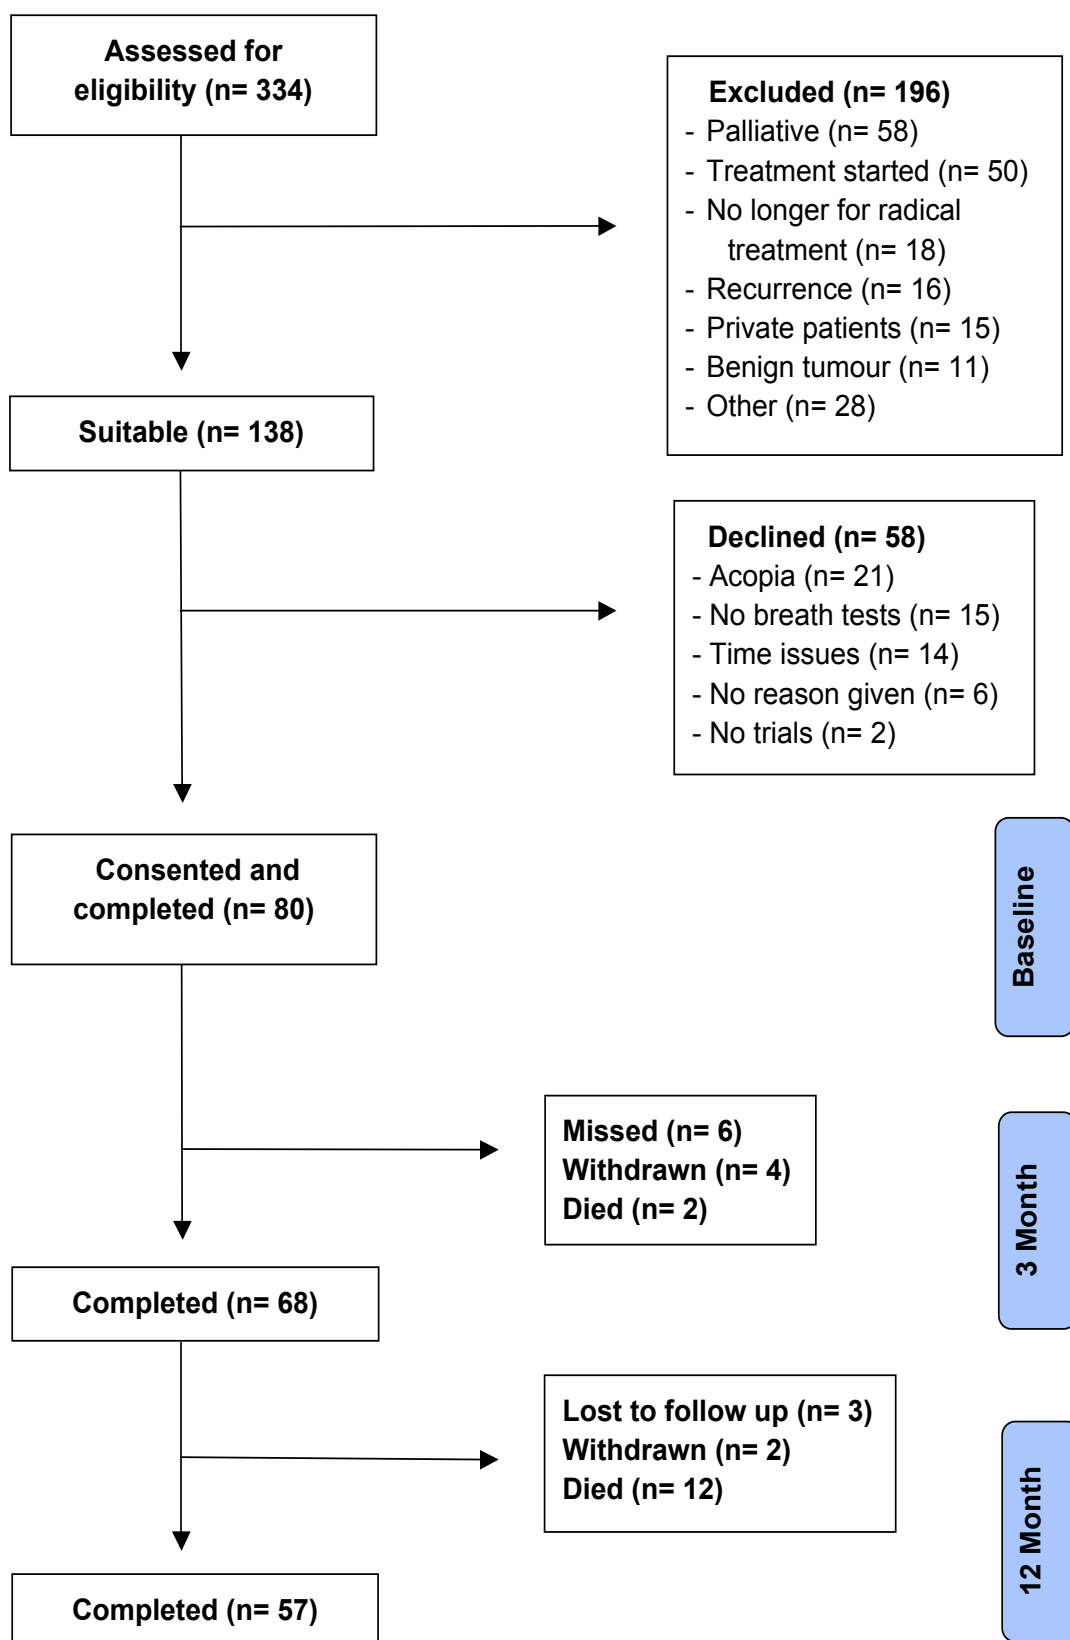 Assessed for
eligibility (n= 334)
Excluded (n= 196)
- Palliative (n= 58)
- Treatment started (n= 50)
- No longer for radical
treatment (n= 18)
- Recurrence (n= 16)
- Private patients (n= 15)
- Benign tumour (n= 11)
- Other (n= 28)
Suitable (n= 138)
Declined (n= 58)
- Acopia (n= 21)
- No breath tests (n= 15)
- Time issues (n= 14)
- No reason given (n= 6)
- No trials (n= 2)
Consented and
completed (n= 80)
Baseline
Missed (n= 6)
Withdrawn (n= 4)
Died (n= 2)
3 Month
Completed (n= 68)
Lost to follow up (n= 3)
Withdrawn (n= 2)
Died (n= 12)
12 Month
Completed (n= 57)